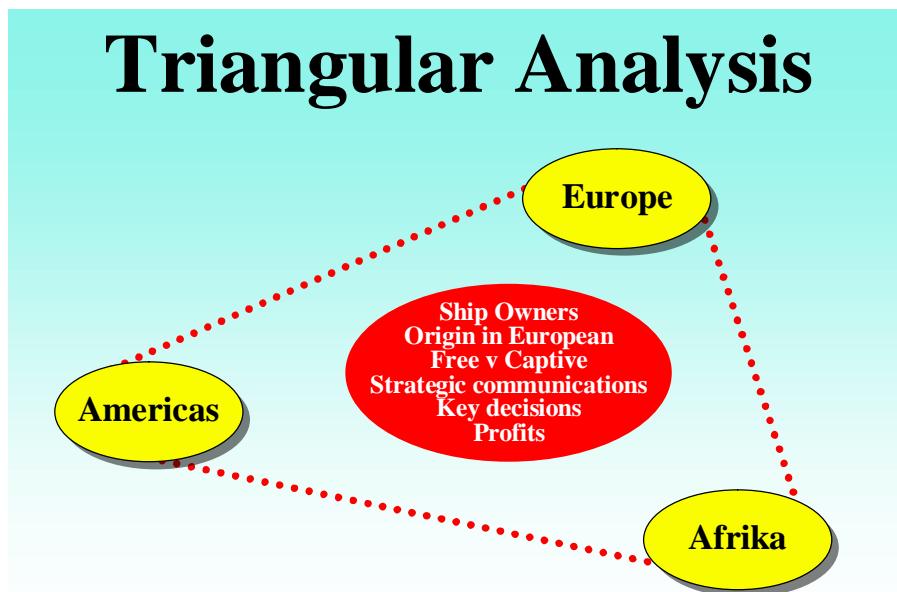 Triangular Analysis
Europe
Ship Owners
Origin in European
Free v Captive
Strategic communications
Key decisions
Profits
Americas
Afrika